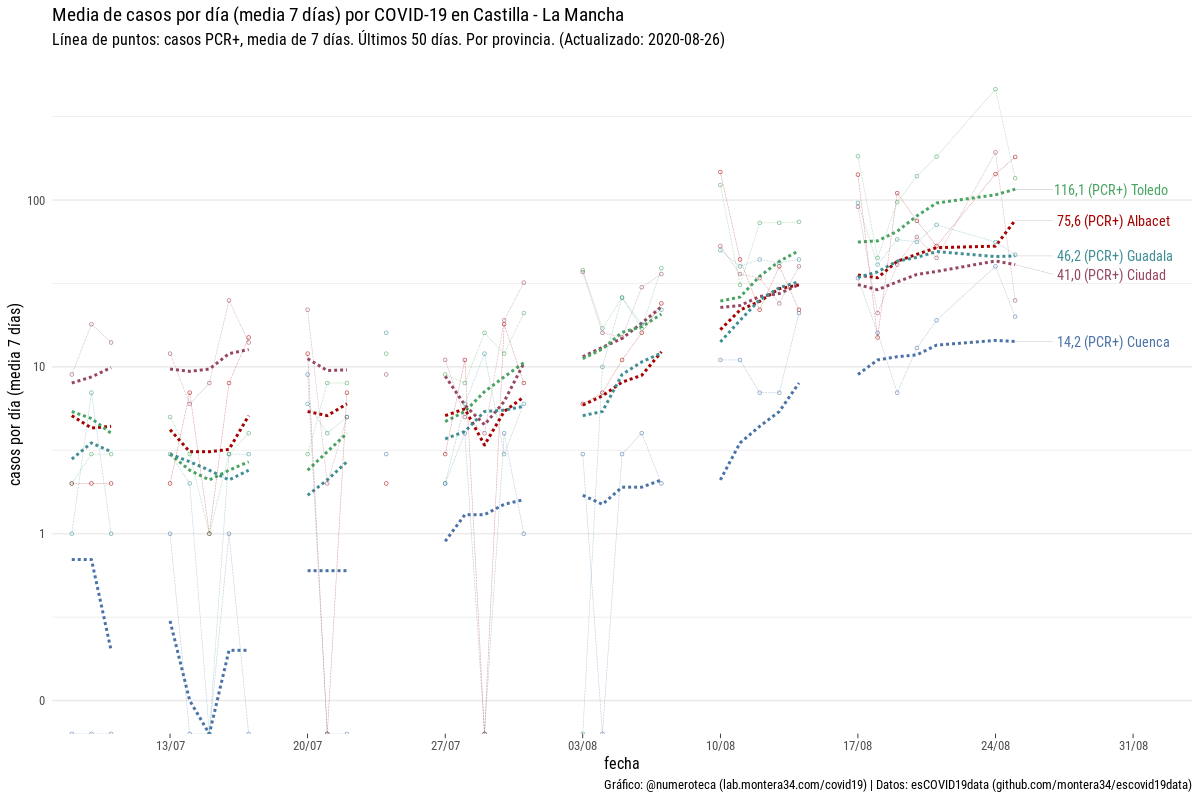 Media de casos por día (media 7 días) por COVID-19 en Castilla - La Mancha
Línea de puntos: casos PCR+, media de 7 días. Últimos 50 días. Por provincia. (Actualizado: 2020-08-26)
casos por día (media 7 días)
100
10
1
0
116,1 (PCR+) Toledo
75,6 (PCR+) Albacet
46,2 (PCR+) Guadala
41,0 (PCR+) Ciudad
14,2 (PCR+) Cuenca
13/07
20/07
27/07
03/08
10/08
17/08
24/08
31/08
fecha
Gráfico: @numeroteca (lab.montera34.com/covid19) | Datos: esCOVID19data (github.com/montera34/escovid19data)